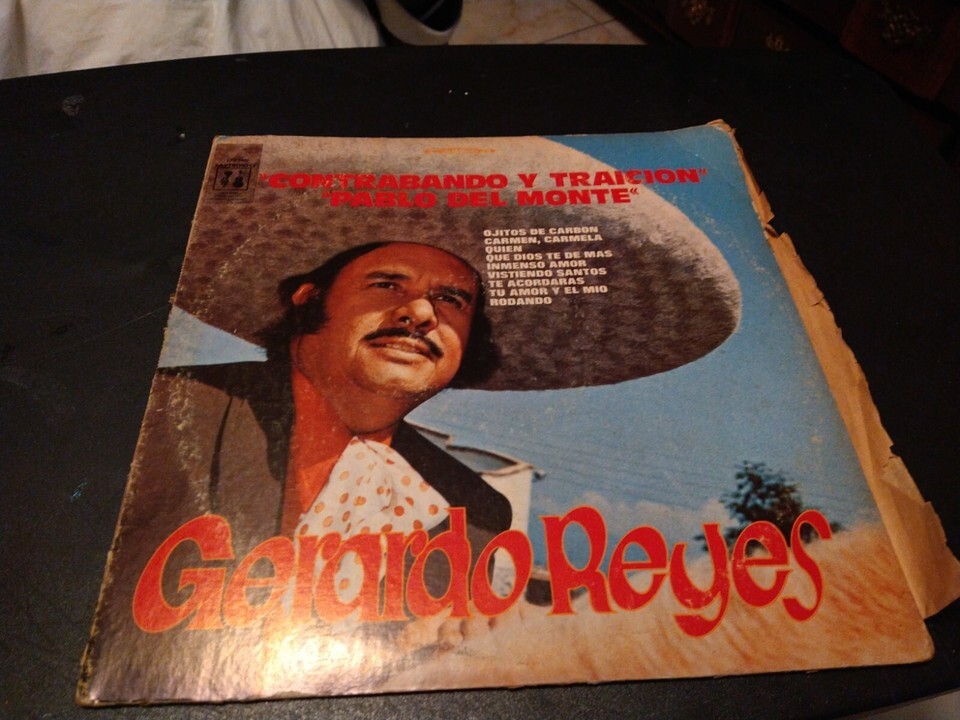 "CONTRABANDO Y TRAICION"
"PABLO DEL MONTE"
OJITOS DE CARBON
CARMEN, CARMELA
QUIEN
QUE DIOS TE DE MAS
INMENSO AMOR
VISTIENDO SANTOS
TE ACORDARAS
TU AMOR Y EL MIO
RODANDO
Gerardo Reyes